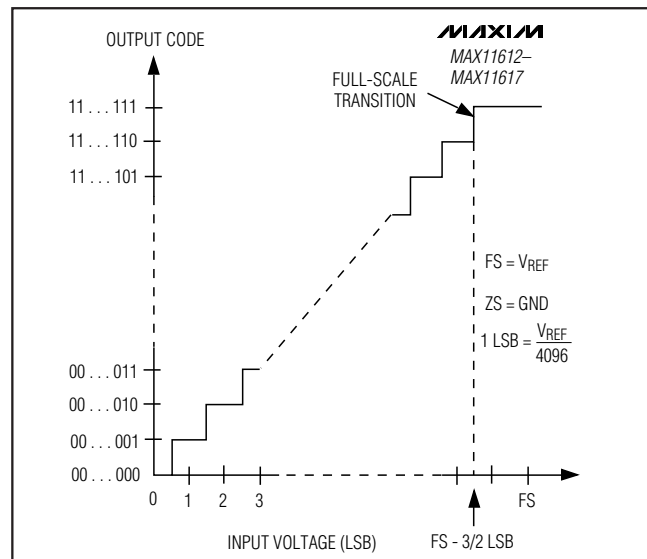 OUTPUT CODE
MAXIM
MAX11612–
MAX11617
FULL-SCALE
TRANSITION
11 . . . 111
11 . . . 110
11 . . . 101
FS = VREF
ZS = GND
1 LSB = VREF
4096
00 . . . 011
00 . . . 010
00 . . . 001
00 . . . 000
0 1 2 3 FS
INPUT VOLTAGE (LSB) FS - 3/2 LSB